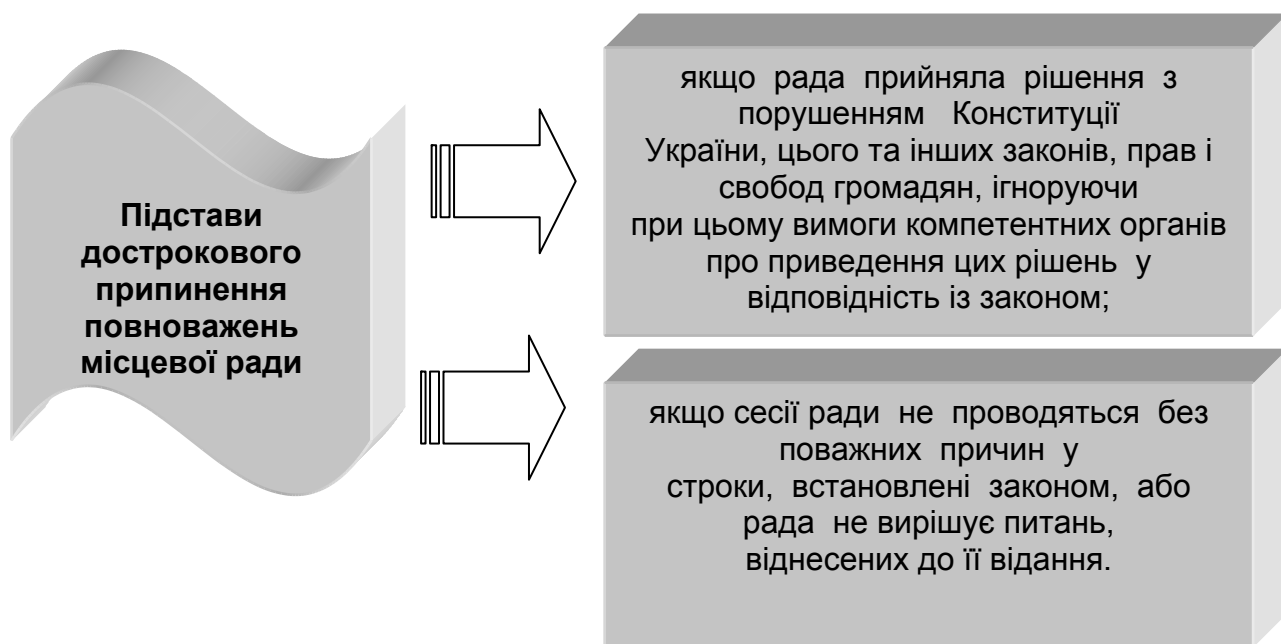 Підстави
дострокового
припинення
повноважень
місцевої ради
якщо рада прийняла рішення з
порушенням Конституції
України, цього та інших законів, прав і
свобод громадян, ігноруючи
при цьому вимоги компетентних органів
про приведення цих рішень у
відповідність із законом;
якщо сесії ради не проводяться без
поважних причин у
строки, встановлені законом, або
рада не вирішує питань,
віднесених до її відання.